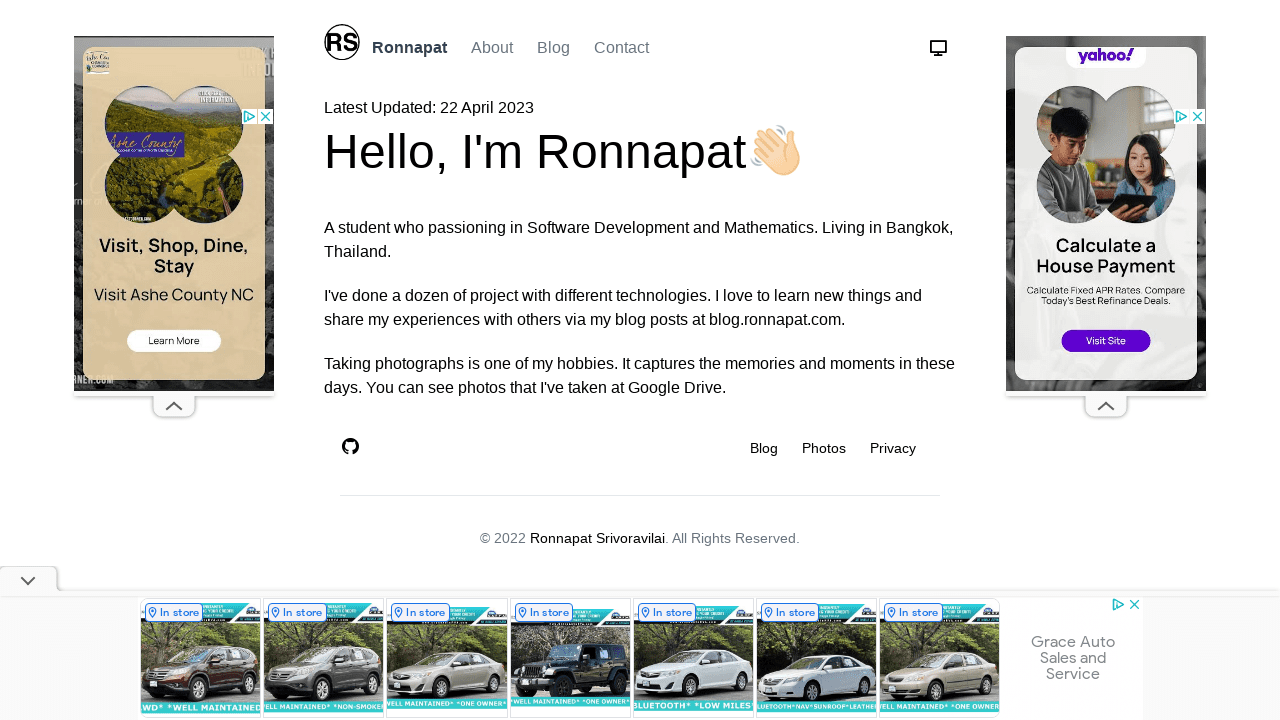 RS
Ronnapat
About
Blog
Contact
Latest Updated: 22 April 2023
Hello, I'm Ronnapat
A student who passioning in Software Development and Mathematics. Living in Bangkok,
Thailand.
I've done a dozen of project with different technologies. I love to learn new things and
share my experiences with others via my blog posts at blog.ronnapat.com.
Taking photographs is one of my hobbies. It captures the memories and moments in these
days. You can see photos that I've taken at Google Drive.
Blog
Photos
Privacy
© 2022 Ronnapat Srivoravilai. All Rights Reserved.
Ashe County
Visit, Shop, Dine,
Stay
Visit Ashe County NC
Learn More
yahoo!
Calculate a
House Payment
Calculate Fixed APR Rates. Compare
Today's Best Refinance Deals.
Visit Site
In store
In store
In store
In store
In store
In store
In store
WD* *WELL MAINTAINED*
WELL MAINTAINED* *NON-SMOKE
WELL MAINTAINED* *ONE OWNER*
*WELL MAINTAINED* *ONE OWNER*
BLUETOOTH* *LOW MILES*
LUETOOTH*NAV*SUNROOF*LEATHER
WELL MAINTAINED* *ONE OWNER*
Grace Auto
Sales and
Service